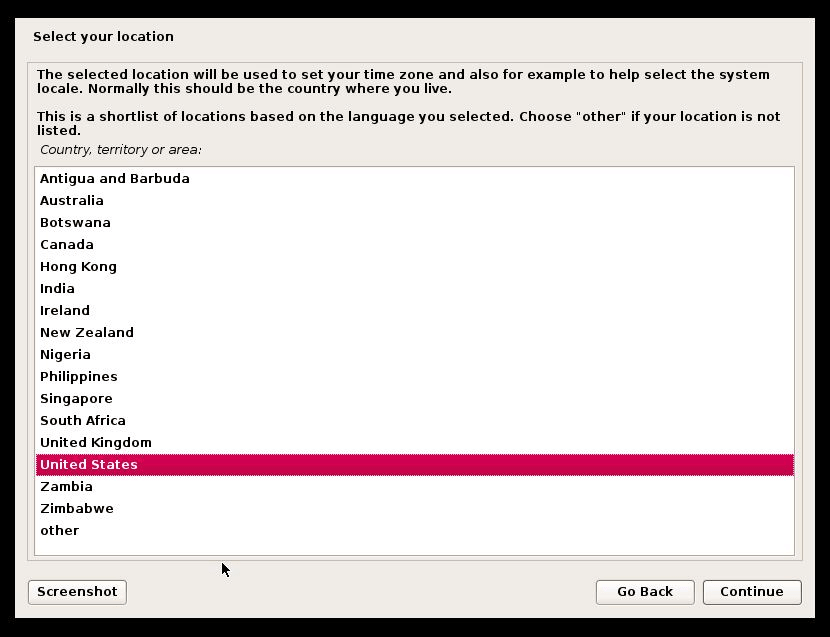 Select your location
The selected location will be used to set your time zone and also for example to help select the system
locale. Normally this should be the country where you live.
This is a shortlist of locations based on the language you selected. Choose "other" if your location is not
listed.
Country, territory or area:
Antigua and Barbuda
Australia
Botswana
Canada
Hong Kong
India
Ireland
New Zealand
Nigeria
Philippines
Singapore
South Africa
United Kingdom
United States
Zambia
Zimbabwe
other
Screenshot
Go Back
Continue